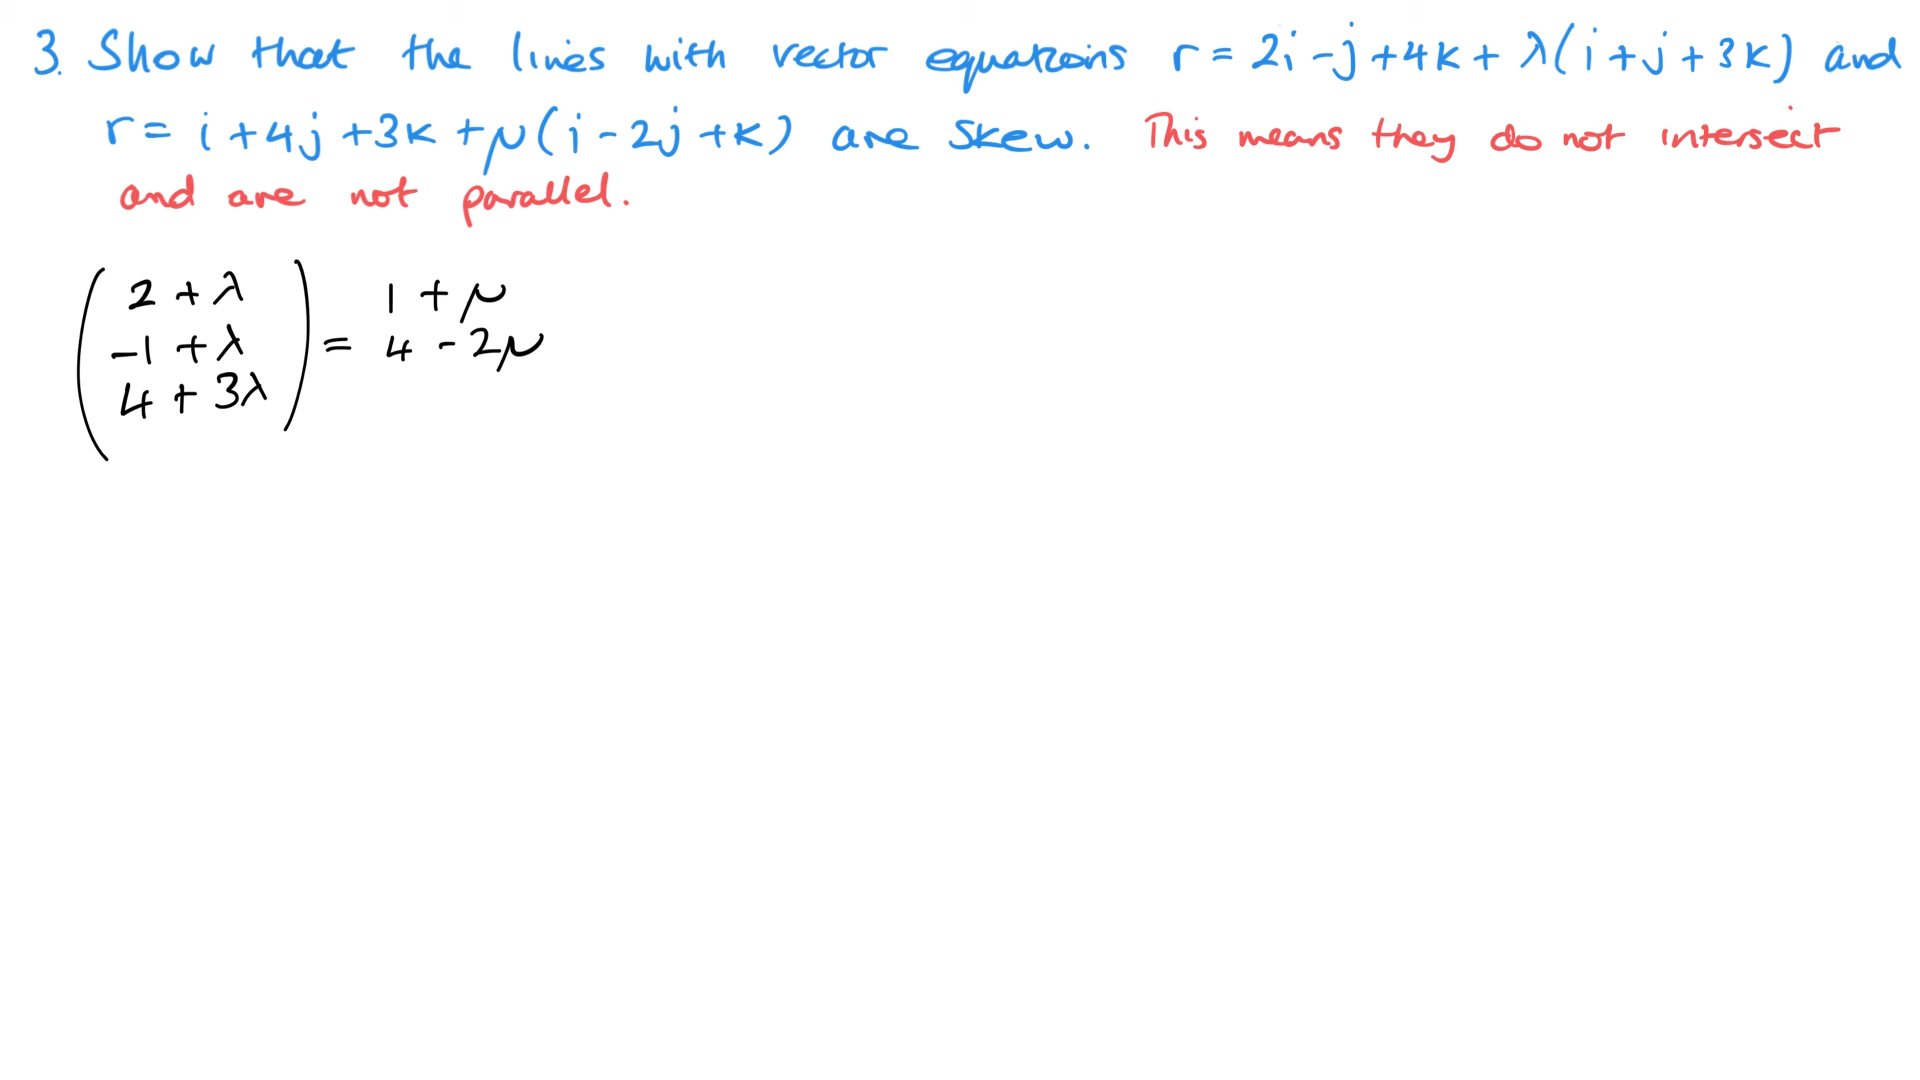 3. Show that the lines with vector equations r = 2i - j + 4k + λ(i + j + 3k) and
r = i + 4j + 3k + μ(i - 2j + k) are skew. This means they do not intersect
and are not parallel.
2 + λ 1 + μ
-1 + λ = 4 - 2μ
4 + 3λ